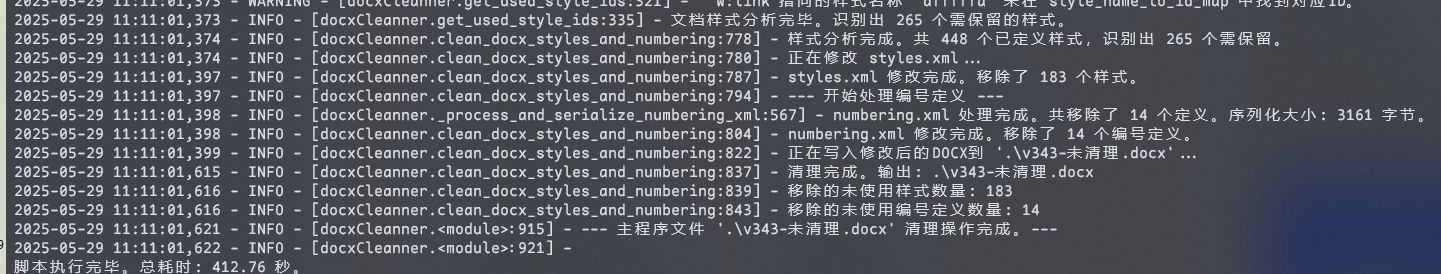 2025-05-29 11:11:01,373 - WARNING - [docxCleanner.get_used_style_ids:321] - w:link 指向的样式名称 在 style_name_to_id_map 中找到对应ID。
2025-05-29 11:11:01,373 - INFO - [docxCleanner.get_used_style_ids:335] - 文档样式分析完毕。识别出 265 个需保留的样式。
2025-05-29 11:11:01,374 - INFO - [docxCleanner.clean_docx_styles_and_numbering:778] - 样式分析完成。共 448 个已定义样式，识别出 265 个需保留。
2025-05-29 11:11:01,374 - INFO - [docxCleanner.clean_docx_styles_and_numbering:780] - 正在修改 styles.xml...
2025-05-29 11:11:01,397 - INFO - [docxCleanner.clean_docx_styles_and_numbering:787] - styles.xml 修改完成。移除了 183 个样式。
2025-05-29 11:11:01,397 - INFO - [docxCleanner.clean_docx_styles_and_numbering:794] - --- 开始处理编号定义 ---
2025-05-29 11:11:01,398 - INFO - [docxCleanner._process_and_serialize_numbering_xml:567] - numbering.xml 处理完成。共移除了 14 个定义。序列化大小: 3161 字节。
2025-05-29 11:11:01,398 - INFO - [docxCleanner.clean_docx_styles_and_numbering:804] - numbering.xml 修改完成。移除了 14 个编号定义。
2025-05-29 11:11:01,399 - INFO - [docxCleanner.clean_docx_styles_and_numbering:822] - 正在写入修改后的DOCX到 '.\v343-未清理.docx'...
2025-05-29 11:11:01,615 - INFO - [docxCleanner.clean_docx_styles_and_numbering:837] - 清理完成。输出: .\v343-未清理.docx
2025-05-29 11:11:01,616 - INFO - [docxCleanner.clean_docx_styles_and_numbering:839] - 移除的未使用样式数量: 183
2025-05-29 11:11:01,616 - INFO - [docxCleanner.clean_docx_styles_and_numbering:843] - 移除的未使用编号定义数量: 14
2025-05-29 11:11:01,621 - INFO - [docxCleanner.<module>:915] - --- 主程序文件 '.\v343-未清理.docx' 清理操作完成。---
2025-05-29 11:11:01,622 - INFO - [docxCleanner.<module>:921] -
脚本执行完毕。总耗时: 412.76 秒。